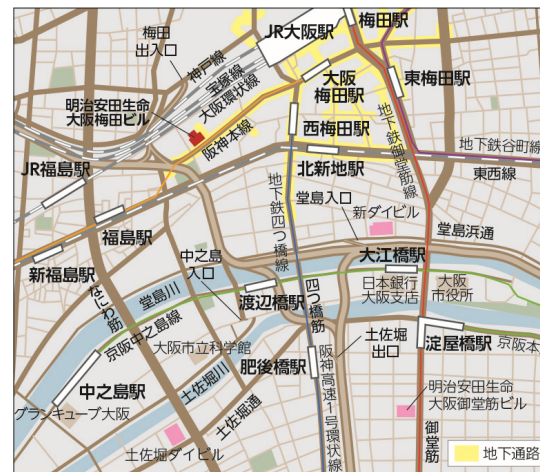 梅田
出入口
神戸線
宝塚線
大阪環状線
JR大阪駅
梅田駅
大阪
梅田駅
東梅田駅
明治安田生命
大阪梅田ビル
阪神本線
西梅田駅
地下鉄御堂筋線
地下鉄谷町線
北新地駅
東西線
JR福島駅
地下鉄四つ橋線
堂島入口
新ダイビル
堂島浜通
福島駅
新福島駅
中之島
入口
大江橋駅
なにわ筋
堂島川
京阪中之島線
渡辺橋駅
四つ橋筋
日本銀行
大阪支店
大阪
市役所
大阪市立科学館
土佐堀川
肥後橋駅
阪神高速1号環状線
土佐堀
出口
淀屋橋駅
京阪本
中之島駅
グランキューブ大阪
土佐堀通
土佐堀ダイビル
明治安田生命
大阪御堂筋ビル
御堂筋
地下通路